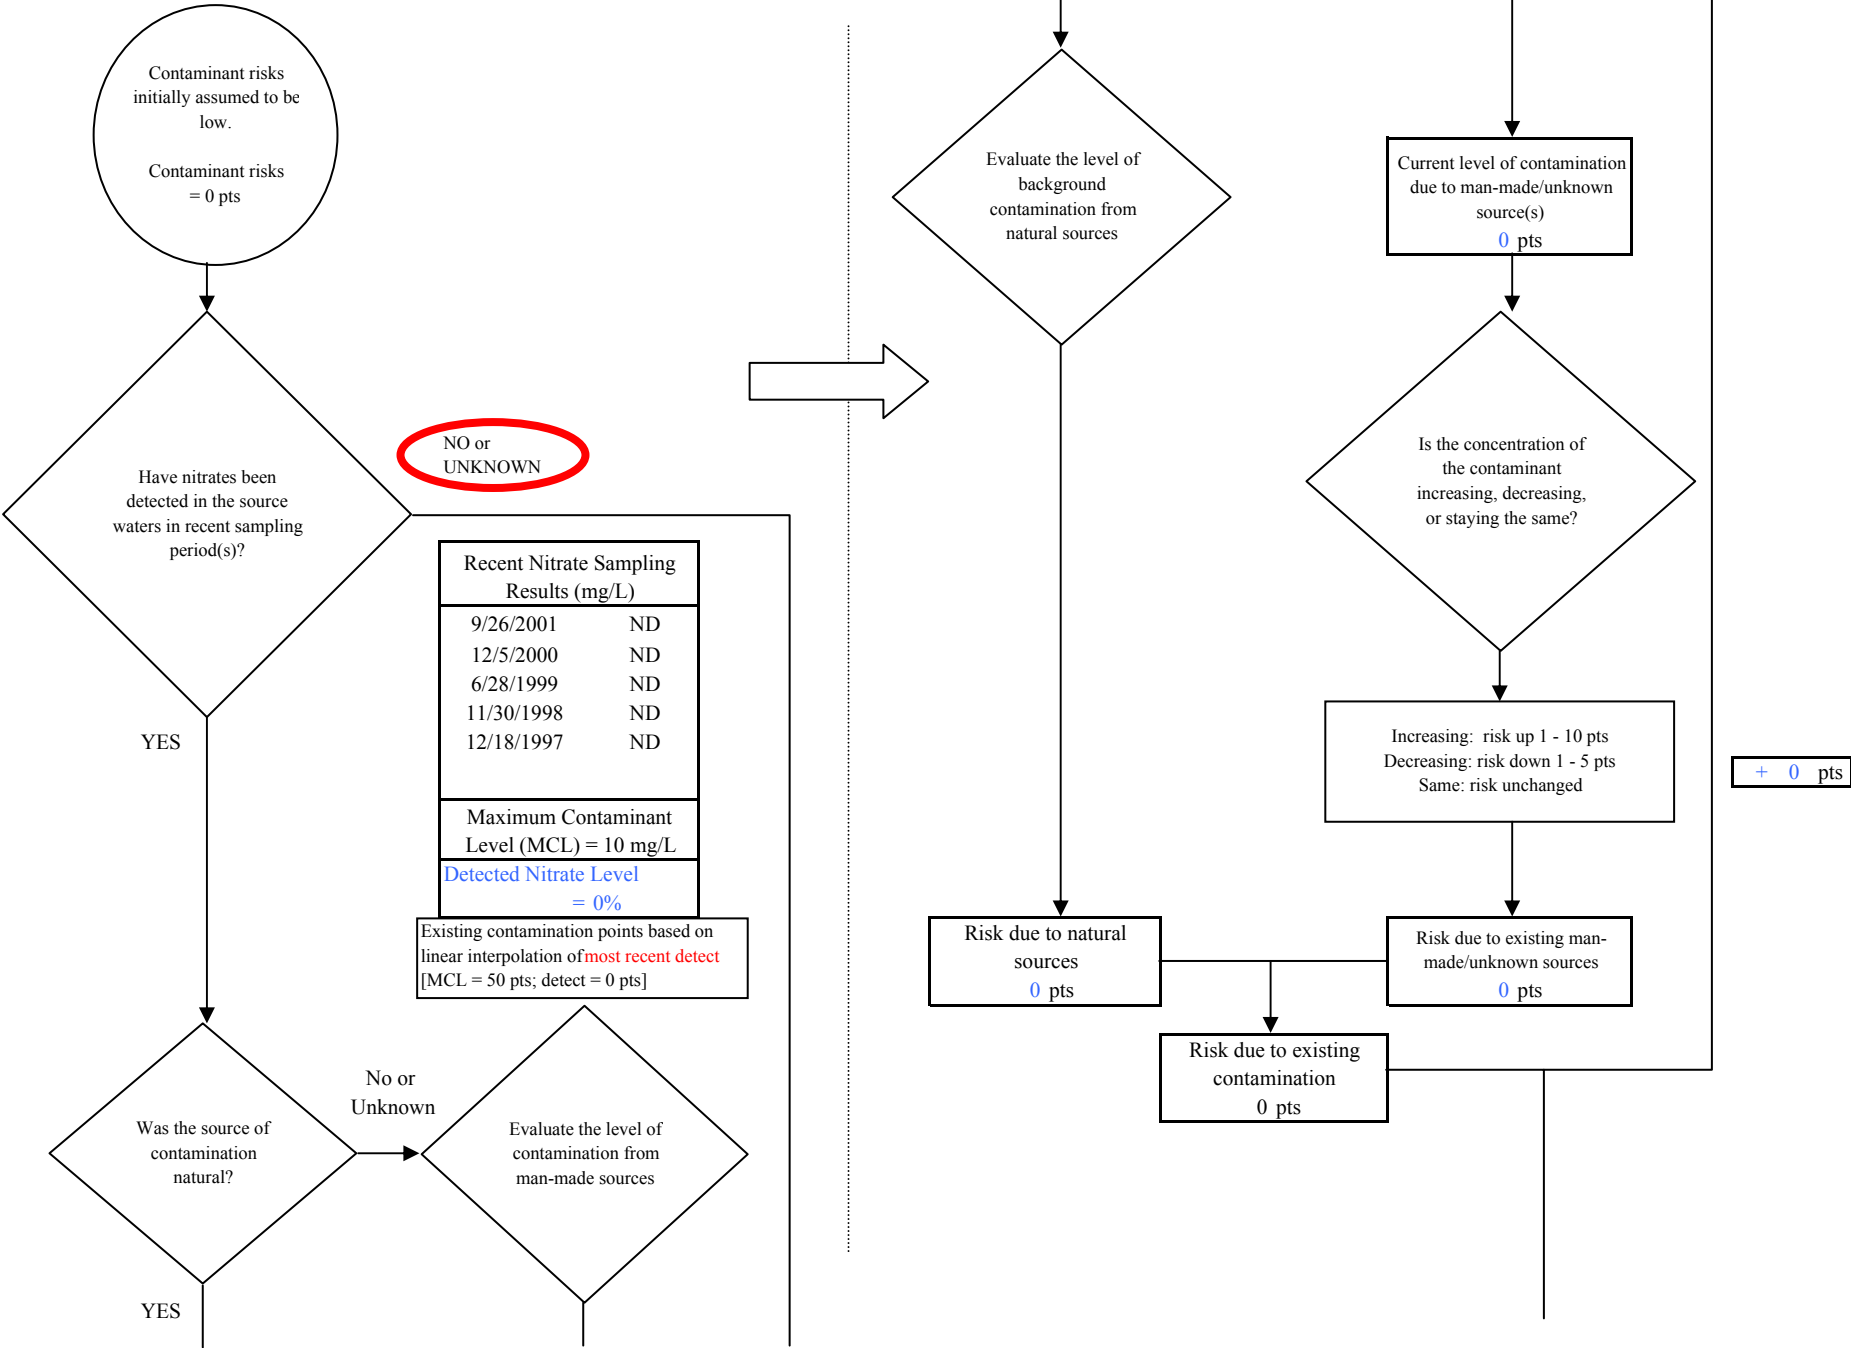 Contaminant risks
initially assumed to be
low.
Contaminant risks
= 0 pts
Have nitrates been
detected in the source
waters in recent sampling
period(s)?
NO or
UNKNOWN
YES
Recent Nitrate Sampling
Results (mg/L)
9/26/2001 ND
12/5/2000 ND
6/28/1999 ND
11/30/1998 ND
12/18/1997 ND
Maximum Contaminant
Level (MCL) = 10 mg/L
Detected Nitrate Level
= 0%
Existing contamination points based on
linear interpolation of most recent detect
[MCL = 50 pts; detect = 0 pts]
Was the source of
contamination
natural?
No or
Unknown
Evaluate the level of
contamination from
man-made sources
YES
Evaluate the level of
background
contamination from
natural sources
Current level of contamination
due to man-made/unknown
source(s)
0 pts
Is the concentration of
the contaminant
increasing, decreasing,
or staying the same?
Increasing: risk up 1 - 10 pts
Decreasing: risk down 1 - 5 pts
Same: risk unchanged
+ 0 pts
Risk due to natural
sources
0 pts
Risk due to existing man-
made/unknown sources
0 pts
Risk due to existing
contamination
0 pts